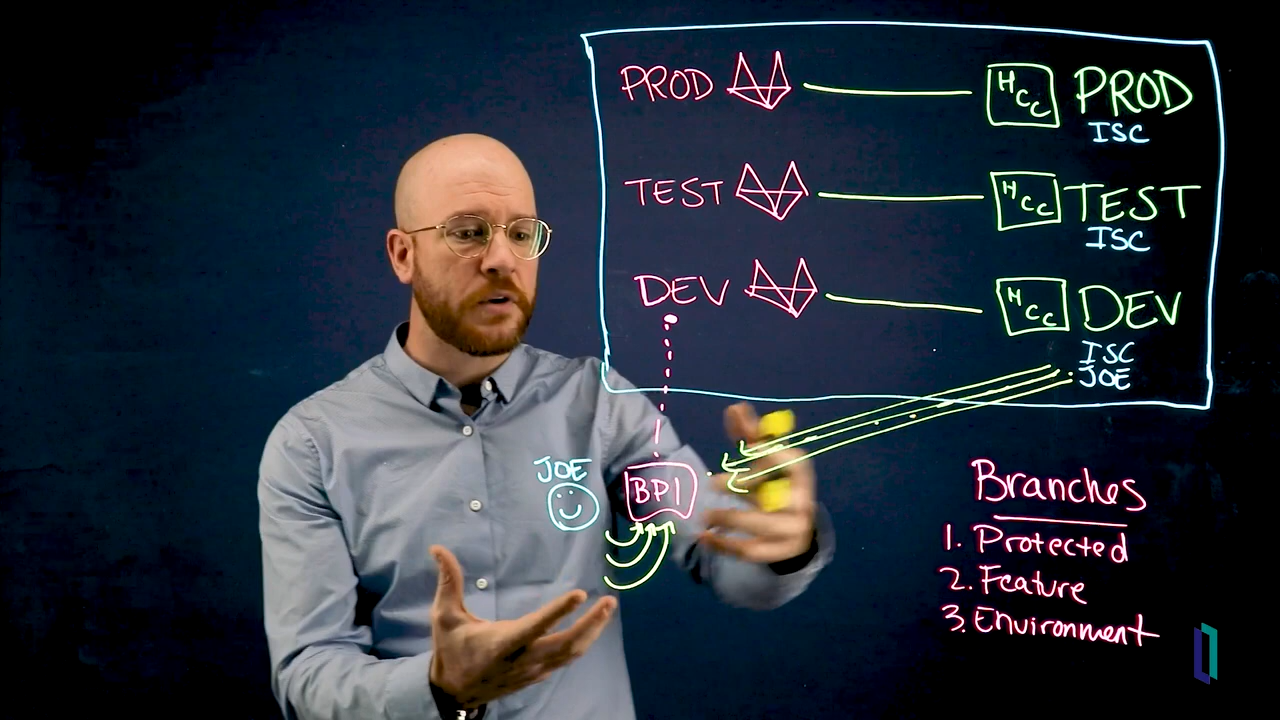 PROD HCC PROD
ISC
TEST HCC TEST
ISC
DEV HCC DEV
ISC
JOE
JOE
BP1
Branches
1. Protected
2. Feature
3. Environment